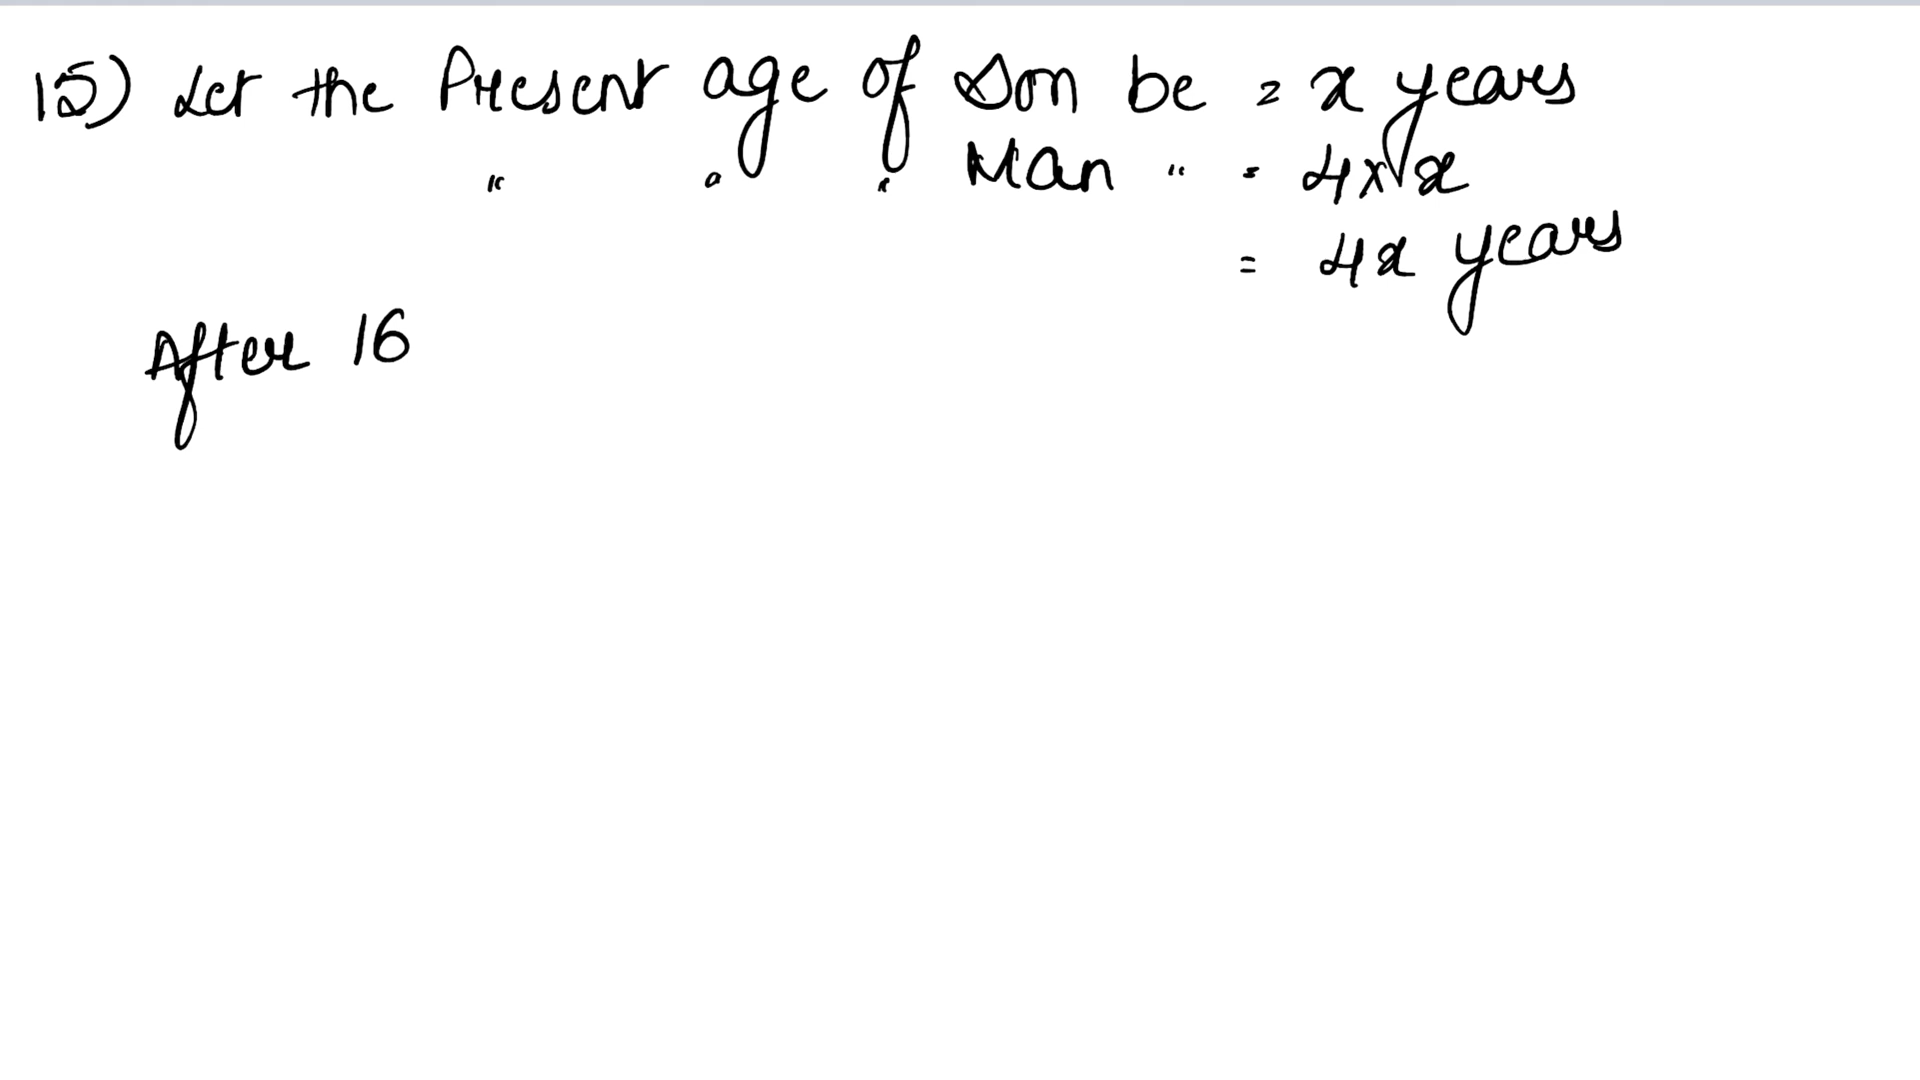 15) Let the Present age of Son be = x years
" " " Man " = 4×x
= 4x years
After 16